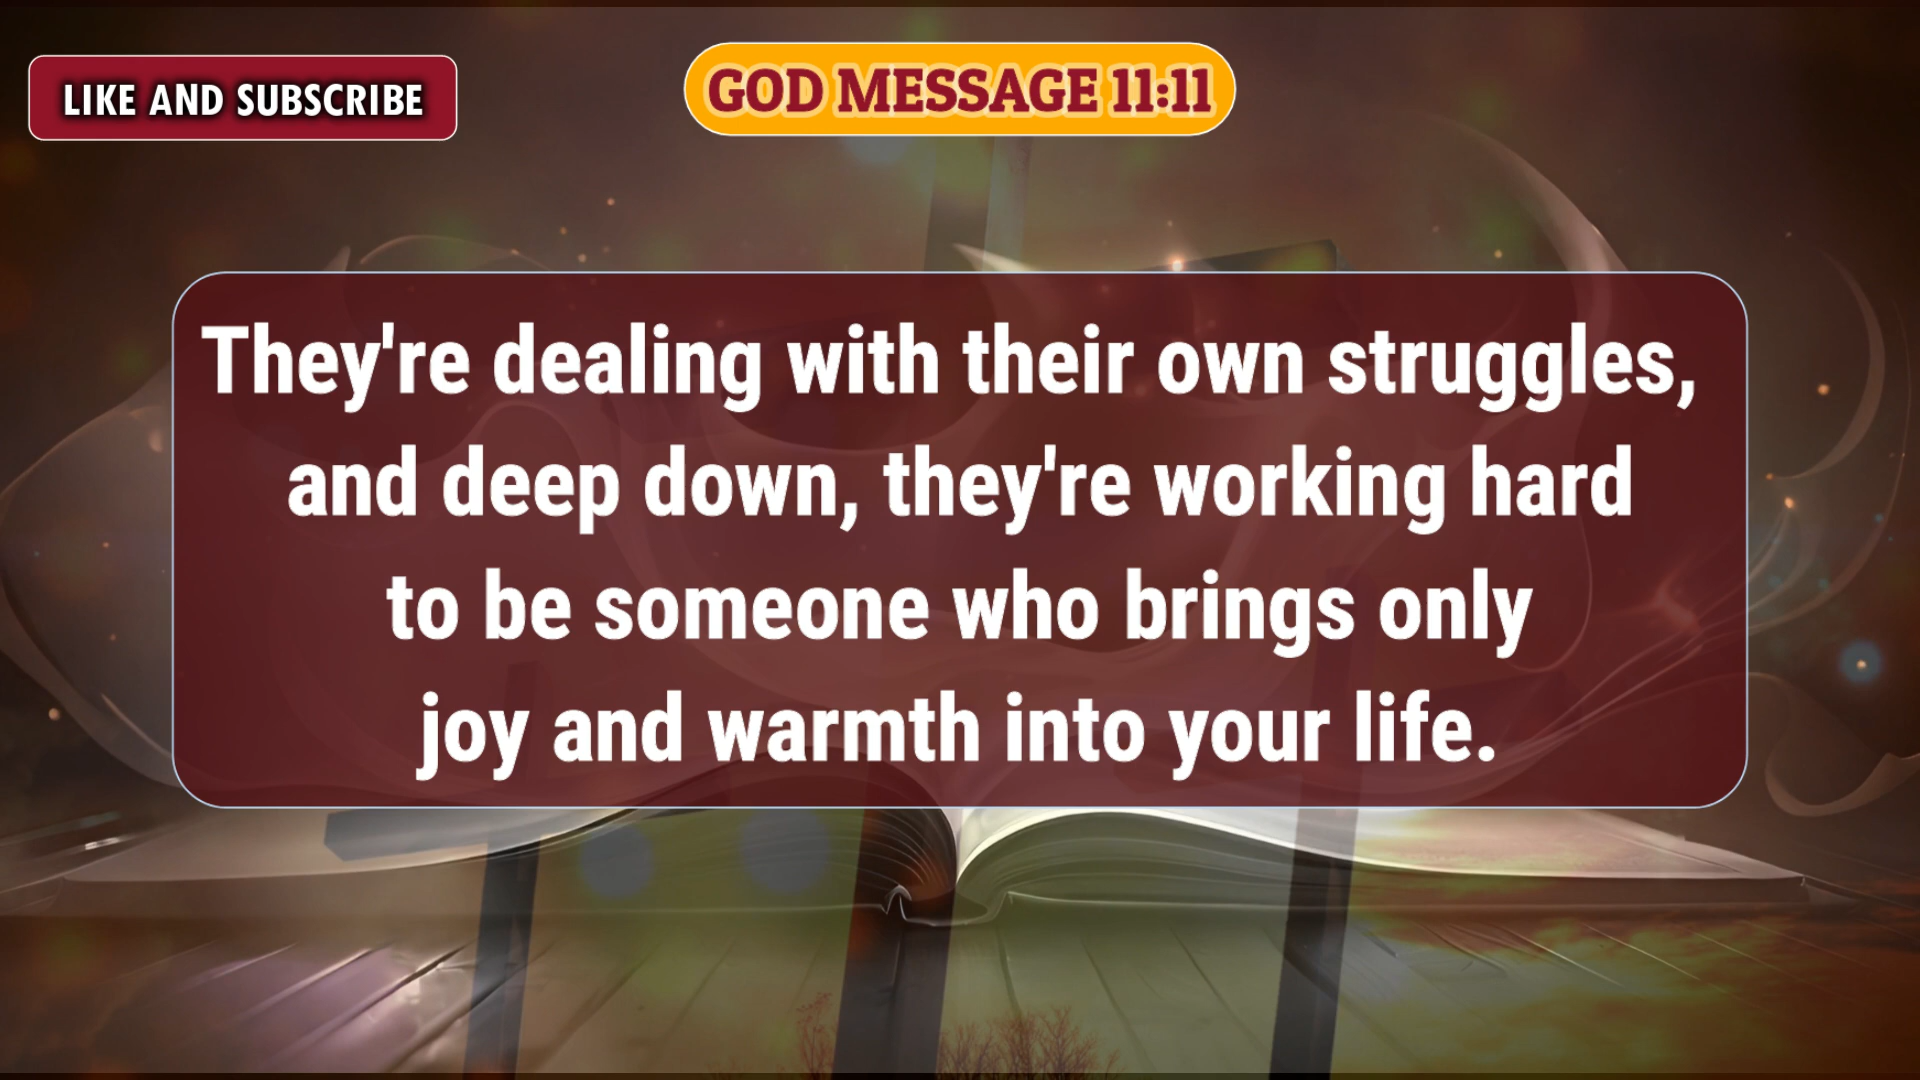 LIKE AND SUBSCRIBE
GOD MESSAGE 11:11
They're dealing with their own struggles,
and deep down, they're working hard
to be someone who brings only
joy and warmth into your life.